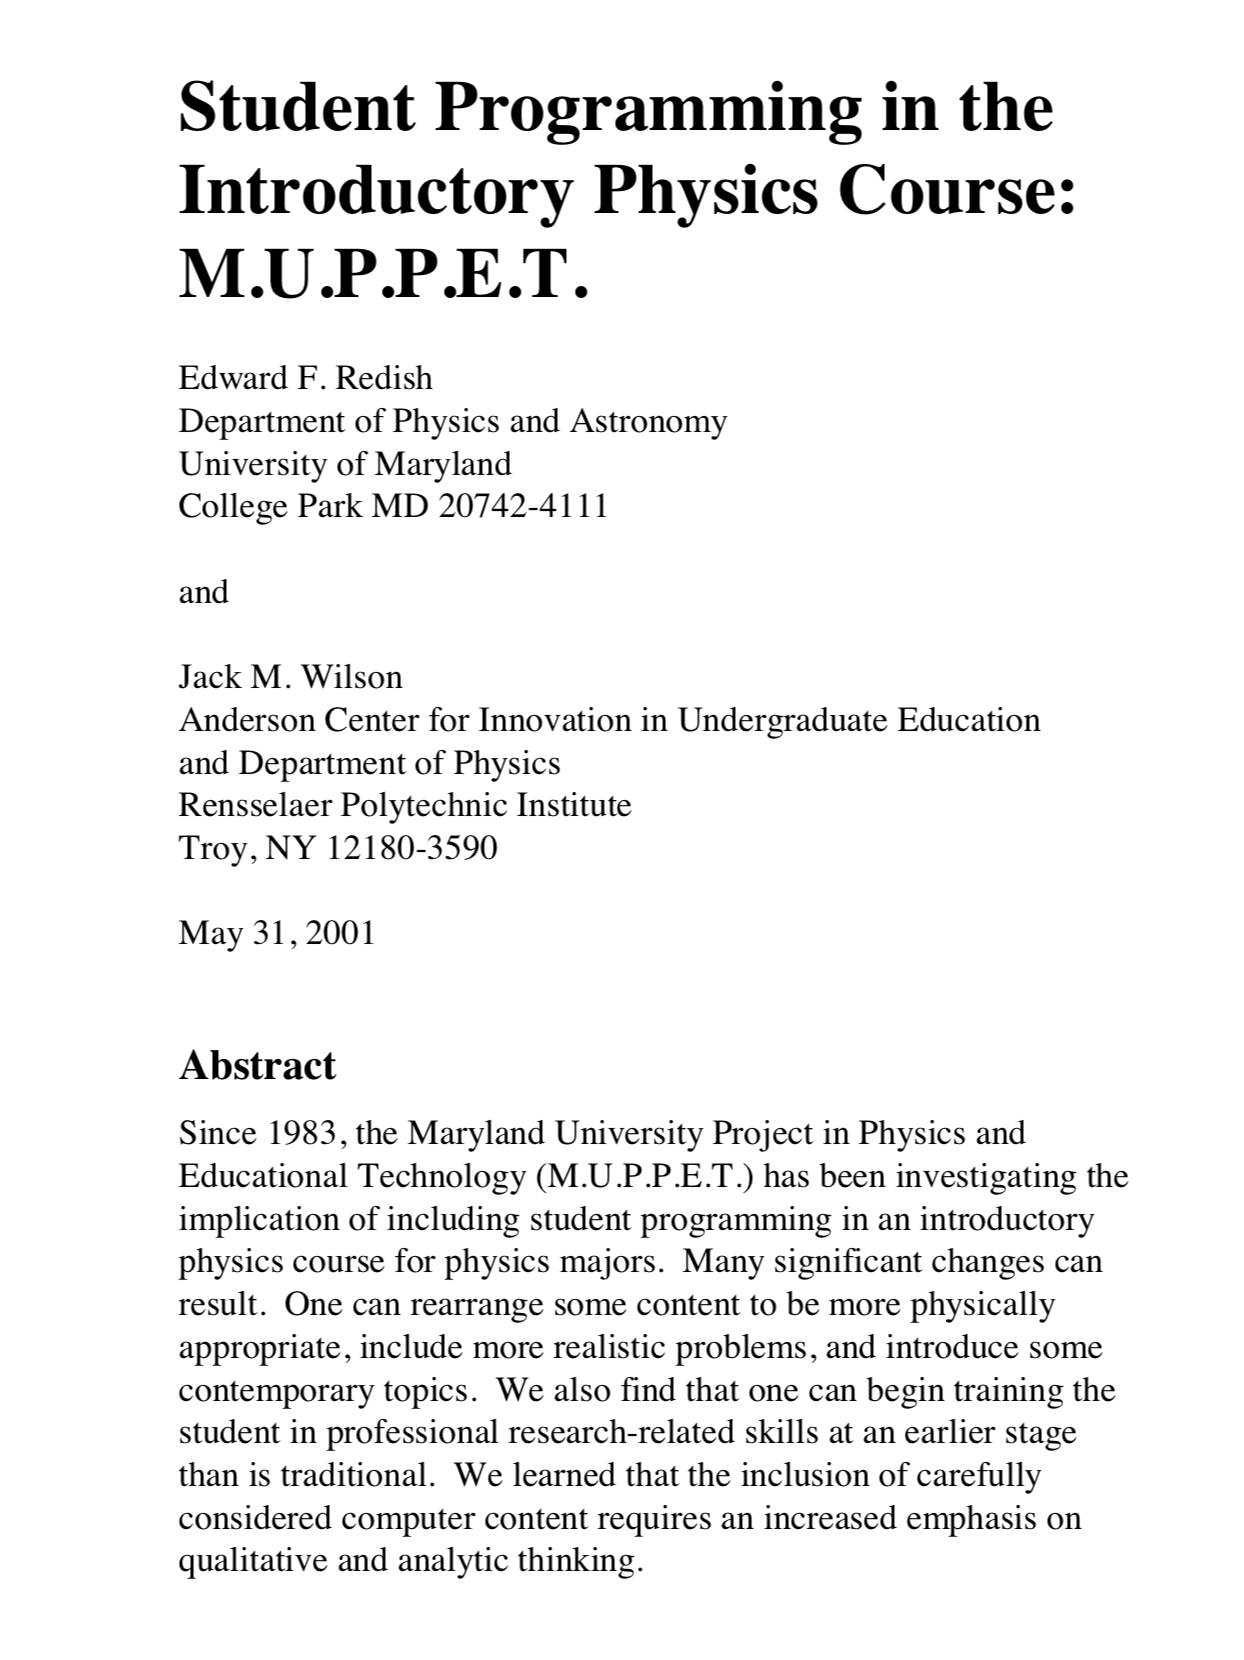 Student Programming in the
Introductory Physics Course:
M.U.P.P.E.T.
Edward F. Redish
Department of Physics and Astronomy
University of Maryland
College Park MD 20742-4111
and
Jack M. Wilson
Anderson Center for Innovation in Undergraduate Education
and Department of Physics
Rensselaer Polytechnic Institute
Troy, NY 12180-3590
May 31, 2001
Abstract
Since 1983, the Maryland University Project in Physics and
Educational Technology (M.U.P.P.E.T.) has been investigating the
implication of including student programming in an introductory
physics course for physics majors.  Many significant changes can
result.  One can rearrange some content to be more physically
appropriate, include more realistic problems, and introduce some
contemporary topics.  We also find that one can begin training the
student in professional research-related skills at an earlier stage
than is traditional.  We learned that the inclusion of carefully
considered computer content requires an increased emphasis on
qualitative and analytic thinking.